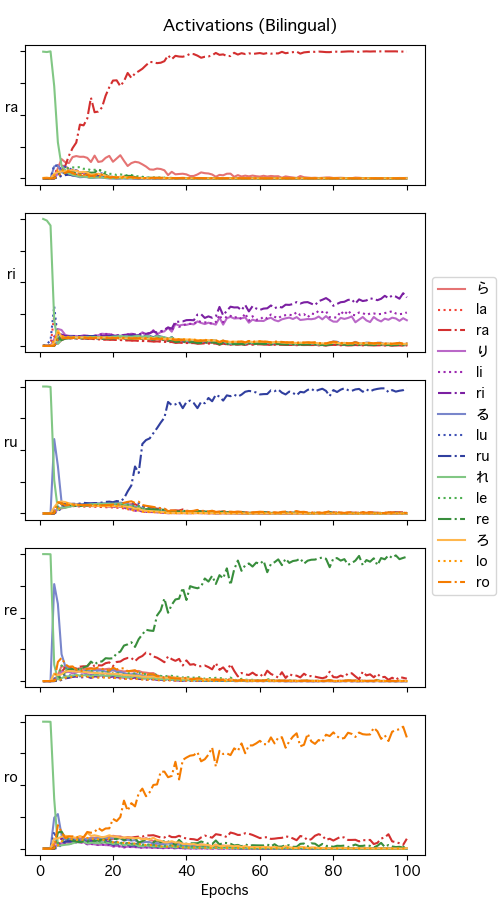 Activations (Bilingual)
ra
ri
ru
re
ro
ら
la
ra
り
li
ri
る
lu
ru
れ
le
re
ろ
lo
ro
0 20 40 60 80 100
Epochs